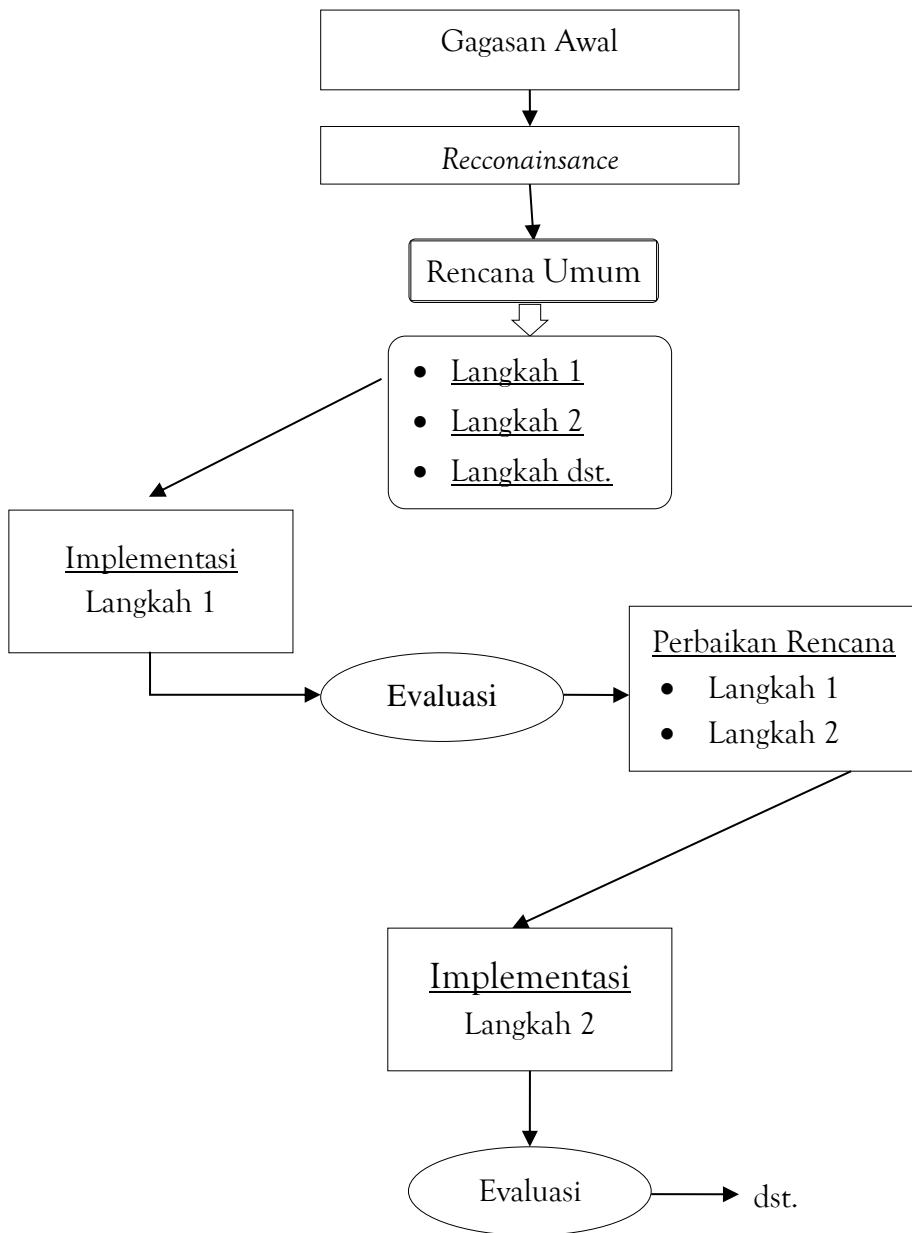 Gagasan Awal
Recconainsance
Rencana Umum
• Langkah 1
• Langkah 2
• Langkah dst.
Implementasi
Langkah 1
Evaluasi
Perbaikan Rencana
• Langkah 1
• Langkah 2
Implementasi
Langkah 2
Evaluasi
dst.